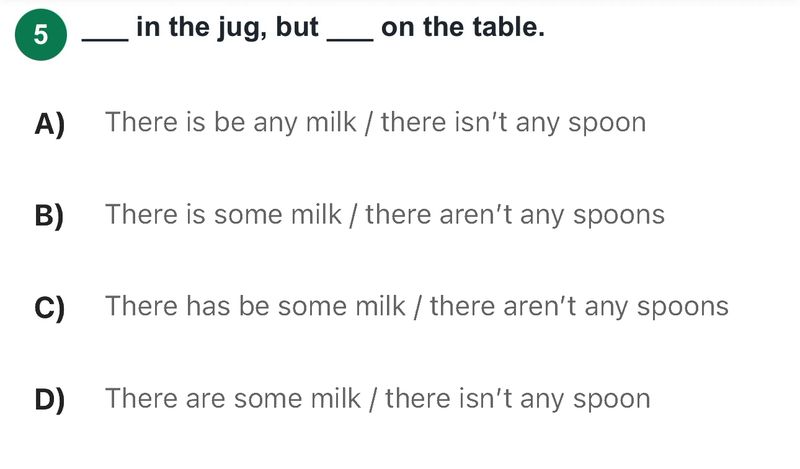 5 ___ in the jug, but ___ on the table.
A) There is be any milk / there isn’t any spoon
B) There is some milk / there aren’t any spoons
C) There has be some milk / there aren’t any spoons
D) There are some milk / there isn’t any spoon